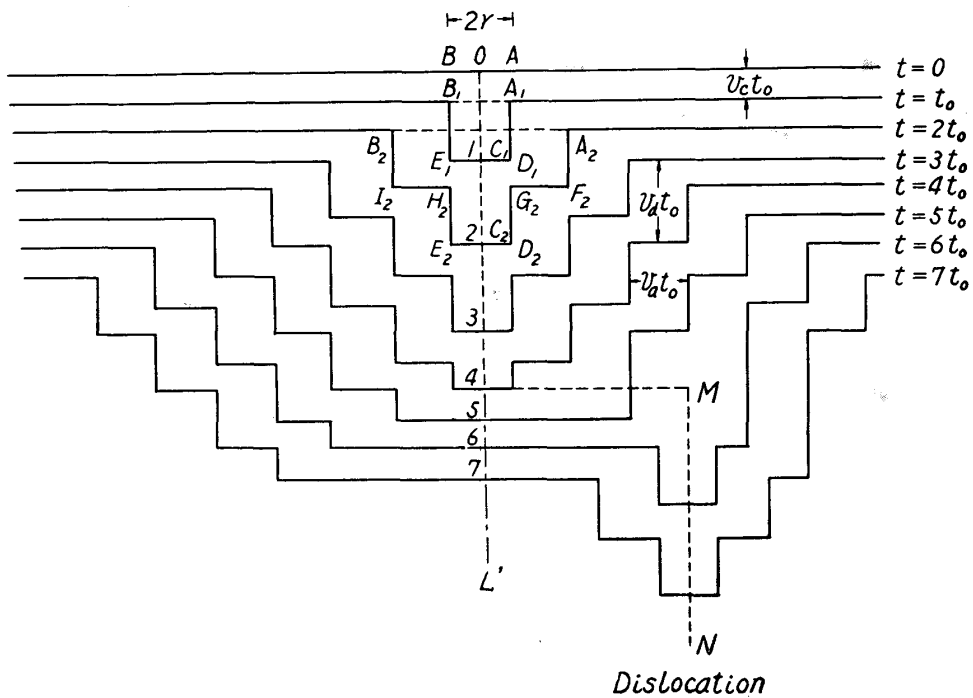 2r
B O A
t = 0
v_c t_o
B_1 A_1
t = t_o
t = 2t_o
B_2 E_1 1 C_1 D_1 A_2
t = 3t_o
I_2 H_2 G_2 F_2
v_d t_o
t = 4t_o
E_2 2 C_2 D_2
t = 5t_o
t = 6t_o
v_a t_o
t = 7t_o
3
4
M
5
6
7
L'
N
Dislocation